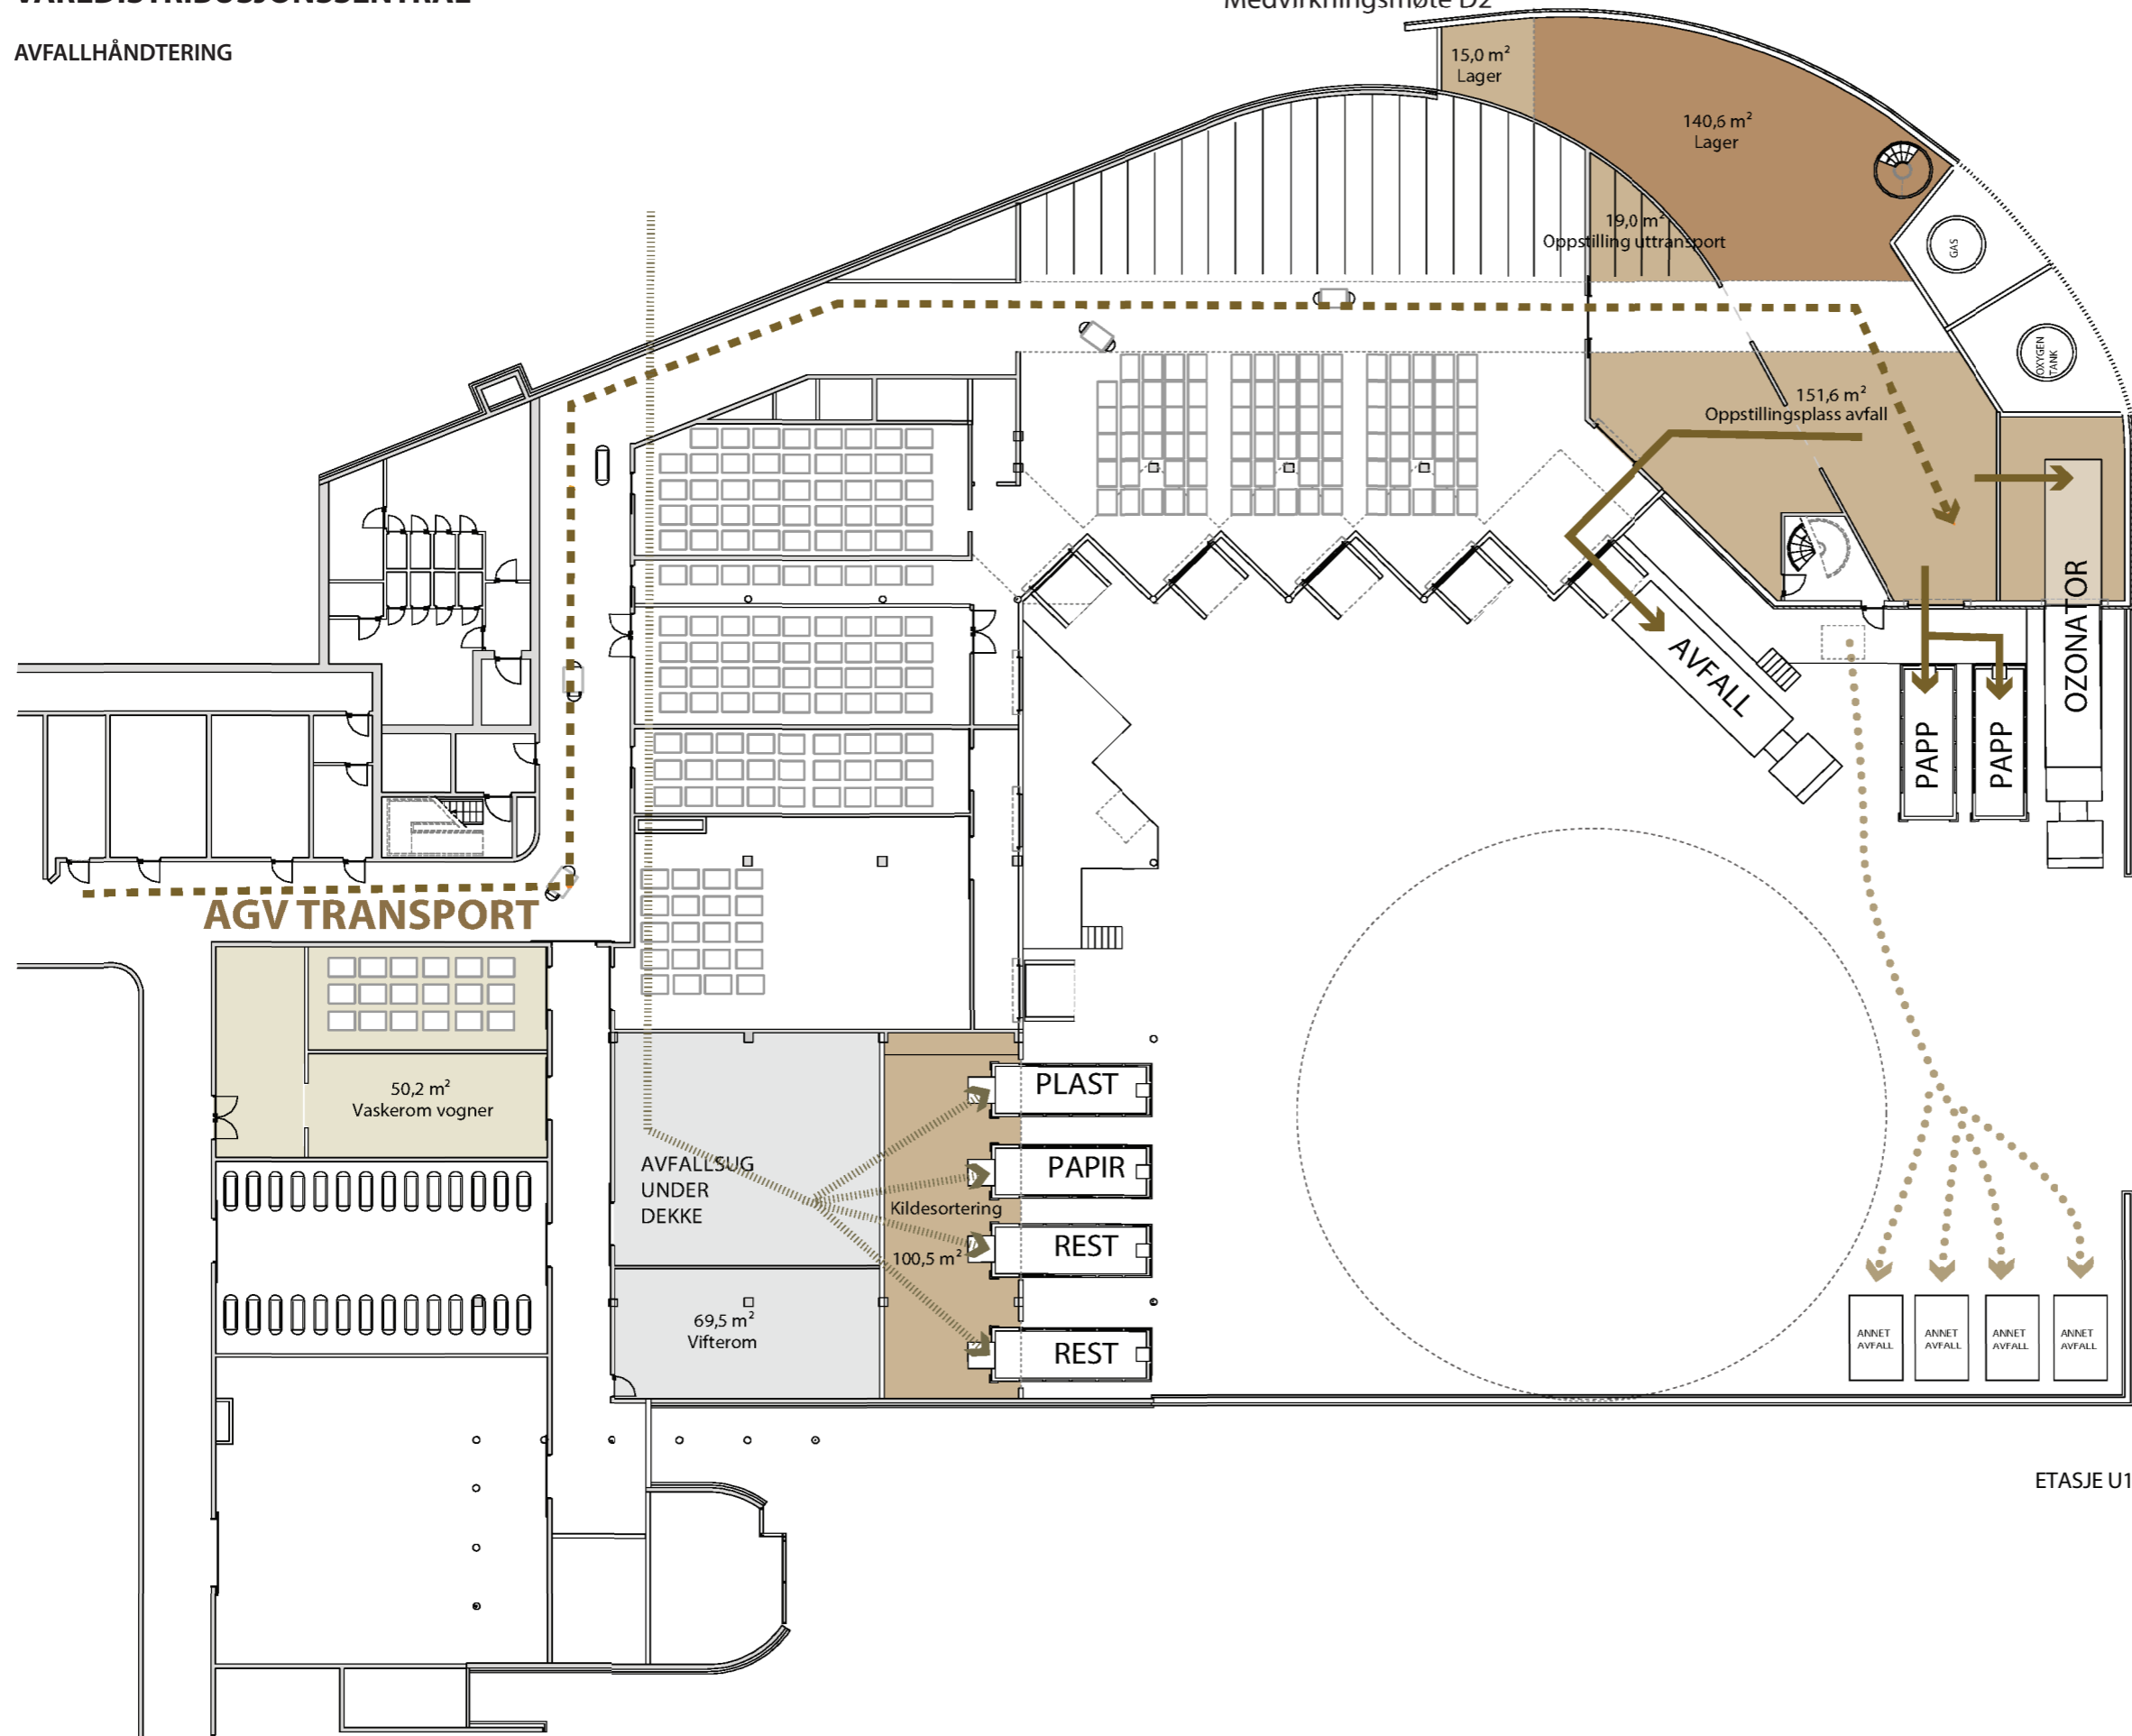 VAREDISTRIBUSJONSSENTRAL
Medvirkningsmøte D2
AVFALLHÅNDTERING
15,0 m²
Lager
140,6 m²
Lager
19,0 m²
Oppstilling uttransport
GAS
OXYGEN
TANK
151,6 m²
Oppstillingsplass avfall
AVFALL
PAPP
PAPP
OZONATOR
AGV TRANSPORT
50,2 m²
Vaskerom vogner
AVFALLSUG
UNDER
DEKKE
Kildesortering
100,5 m²
69,5 m²
Vifterom
PLAST
PAPIR
REST
REST
ANNET
AVFALL
ANNET
AVFALL
ANNET
AVFALL
ANNET
AVFALL
ETASJE U1